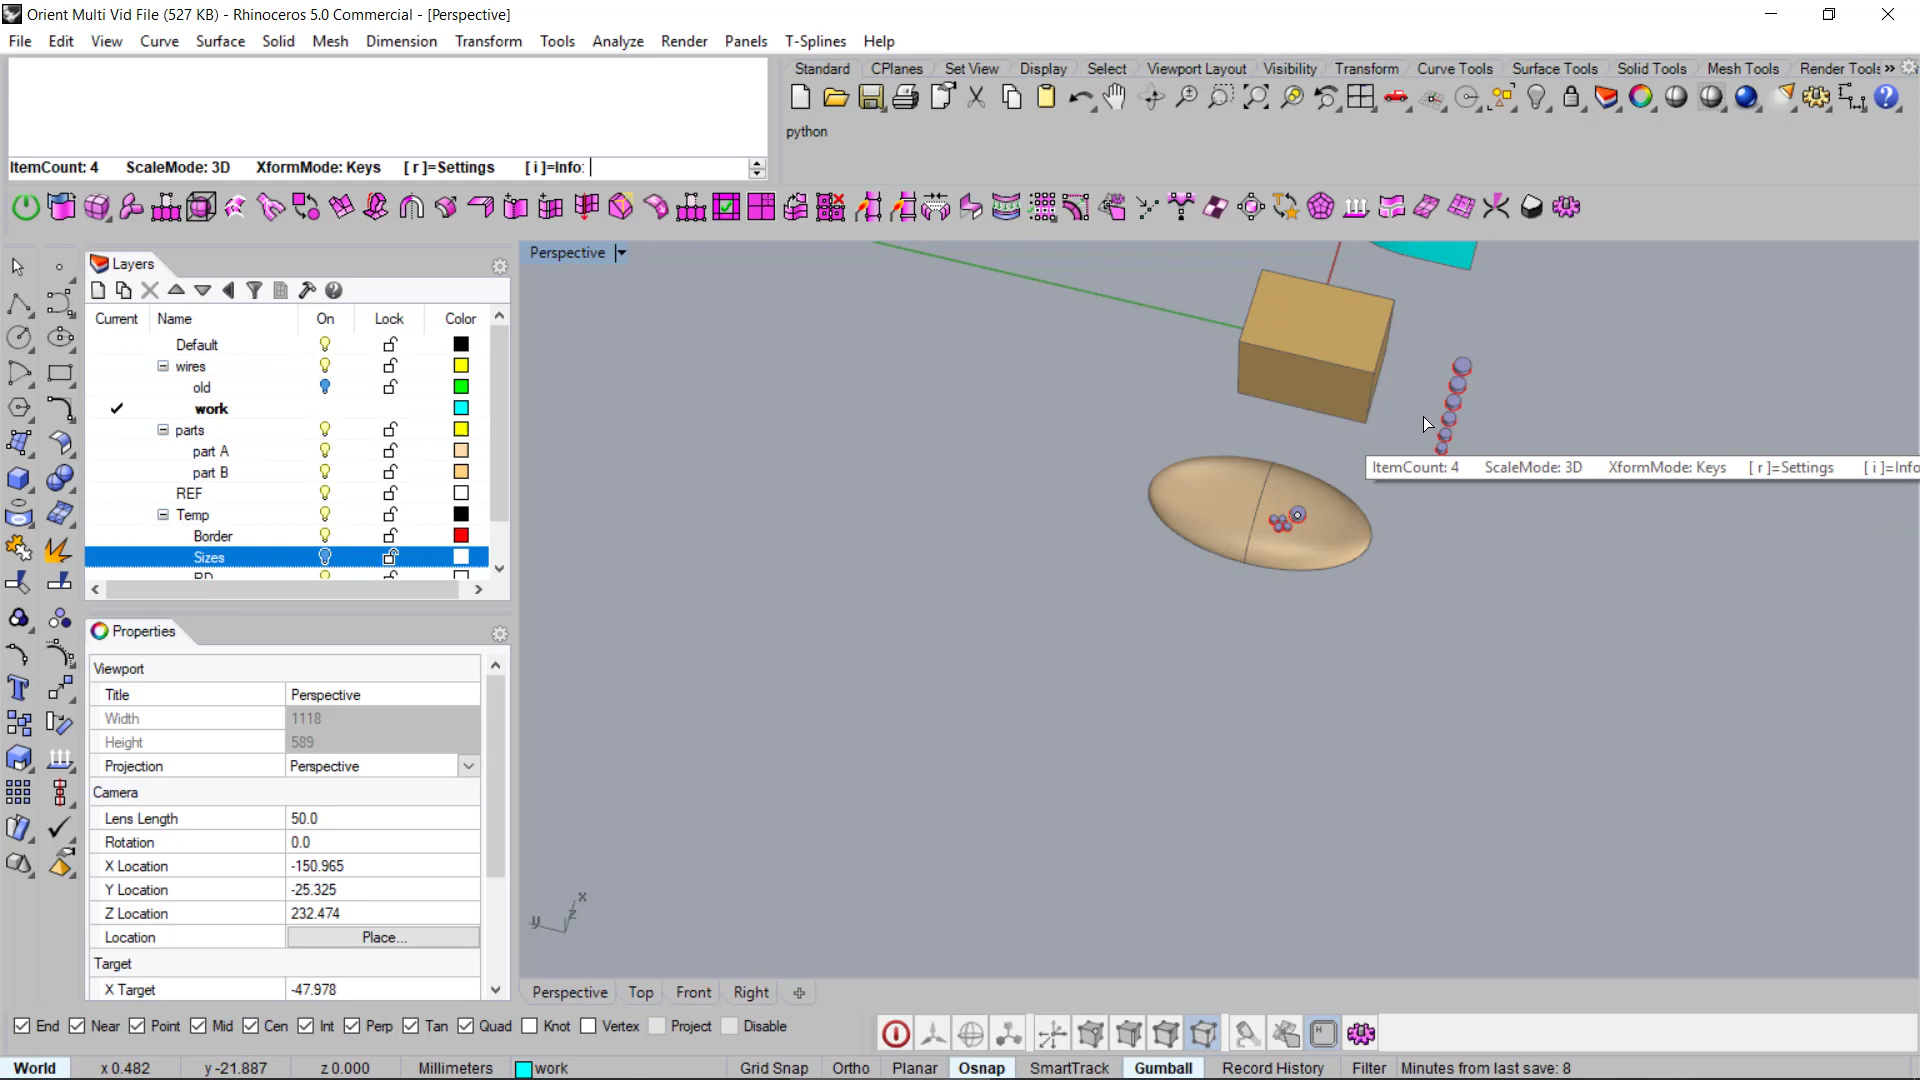 Orient Multi Vid File (527 KB) - Rhinoceros 5.0 Commercial - [Perspective]
File Edit View Curve Surface Solid Mesh Dimension Transform Tools Analyze Render Panels T-Splines Help
Standard CPlanes Set View Display Select Viewport Layout Visibility Transform Curve Tools Surface Tools Solid Tools Mesh Tools Render Tools »
python
ItemCount: 4 ScaleMode: 3D XformMode: Keys [ r ]=Settings [ i ]=Info:
Perspective
Layers
Current Name On Lock Color
Default
wires
old
work
parts
part A
part B
REF
Temp
Border
Sizes
ItemCount: 4 ScaleMode: 3D XformMode: Keys [ r ]=Settings [ i ]=Info
Properties
Viewport
Title Perspective
Width 1118
Height 589
Projection Perspective
Camera
Lens Length 50.0
Rotation 0.0
X Location -150.965
Y Location -25.325
Z Location 232.474
Location Place...
Target
X Target -47.978
x
y z
Perspective Top Front Right
End Near Point Mid Cen Int Perp Tan Quad Knot Vertex Project Disable
World x 0.482 y -21.887 z 0.000 Millimeters work Grid Snap Ortho Planar Osnap SmartTrack Gumball Record History Filter Minutes from last save: 8